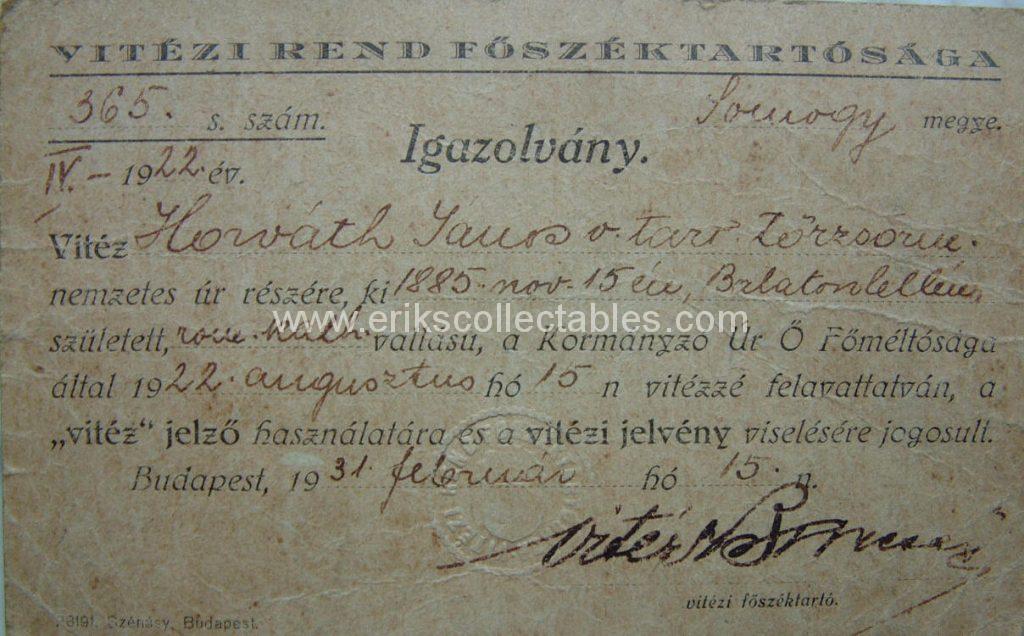 VITÉZI REND FŐSZÉKTARTÓSÁGA
365. s. szám.
Somogy megye.
IV. – 1922. év.
Igazolvány.
Vitéz Horváth János v. tart. törzsőrm.
nemzetes úr részére, ki 1885. nov. 15 én, Balatonlellén,
született, rom. kath. vallású, a Kormányzó Úr Ő Főméltósága
által 1922. augusztus hó 15 n vitézzé felavattatván, a
„vitéz“ jelző használatára és a vitézi jelvény viselésére jogosult.
Budapest, 1931. február hó 15. n.
vitéz
vitézi főszéktartó.
26191. Szénásy, Budapest.
www.erikscollectables.com